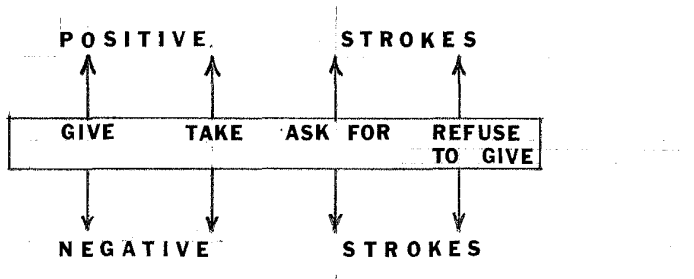 POSITIVE STROKES
GIVE TAKE ASK FOR REFUSE
TO GIVE
NEGATIVE STROKES